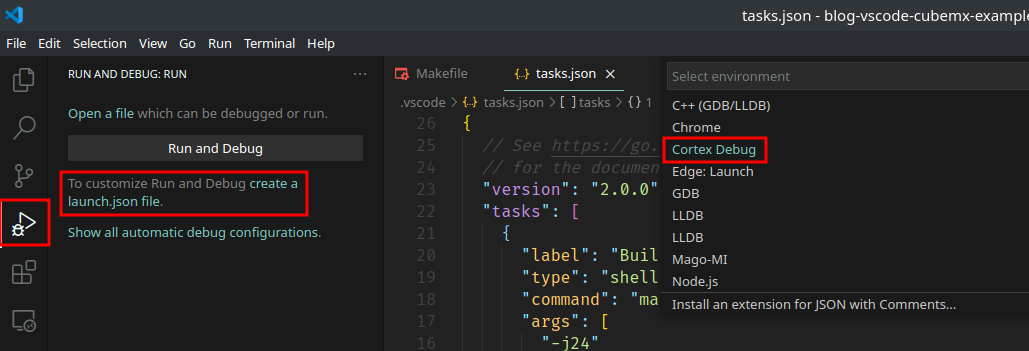 tasks.json - blog-vscode-cubemx-example
File Edit Selection View Go Run Terminal Help
RUN AND DEBUG: RUN ...
Open a file which can be debugged or run.
Run and Debug
To customize Run and Debug create a
launch.json file.
Show all automatic debug configurations.
Makefile
tasks.json
.vscode > tasks.json > [ ] tasks > {} 1
26 {
25 // See https://go.
24 // for the documen
23 "version": "2.0.0"
22 "tasks": [
21 {
20 "label": "Buil
19 "type": "shell
18 "command": "ma
17 "args": [
16 "-j24"
Select environment
C++ (GDB/LLDB)
Chrome
Cortex Debug
Edge: Launch
GDB
LLDB
LLDB
Mago-MI
Node.js
Install an extension for JSON with Comments...